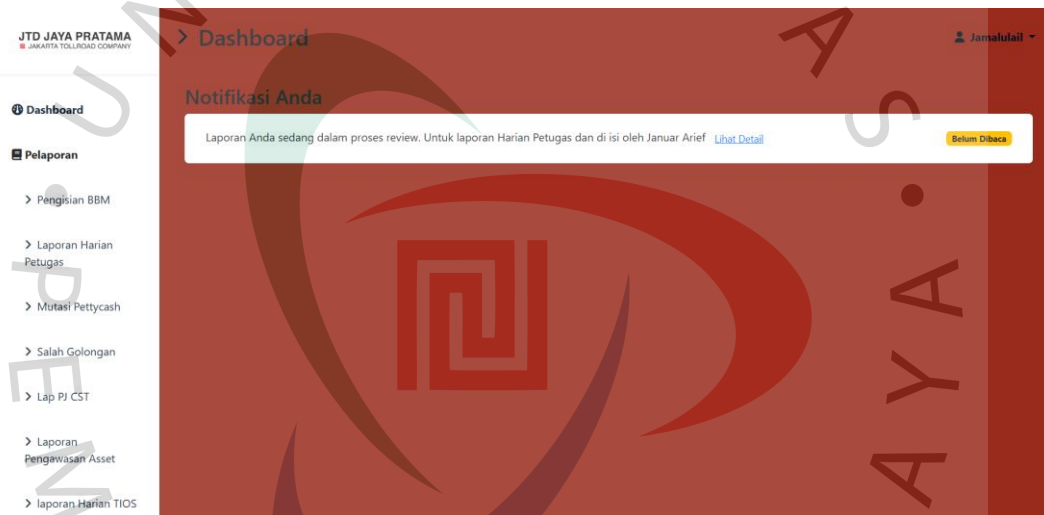 JTD JAYA PRATAMA
JAKARTA TOLLROAD COMPANY
> Dashboard
Jamalulail
Dashboard
Notifikasi Anda
Laporan Anda sedang dalam proses review. Untuk laporan Harian Petugas dan di isi oleh Januar Arief Lihat Detail
Belum Dibaca
Pelaporan
> Pengisian BBM
> Laporan Harian
Petugas
> Mutasi Pettycash
> Salah Golongan
> Lap PJ CST
> Laporan
Pengawasan Asset
> laporan Harian TIOS